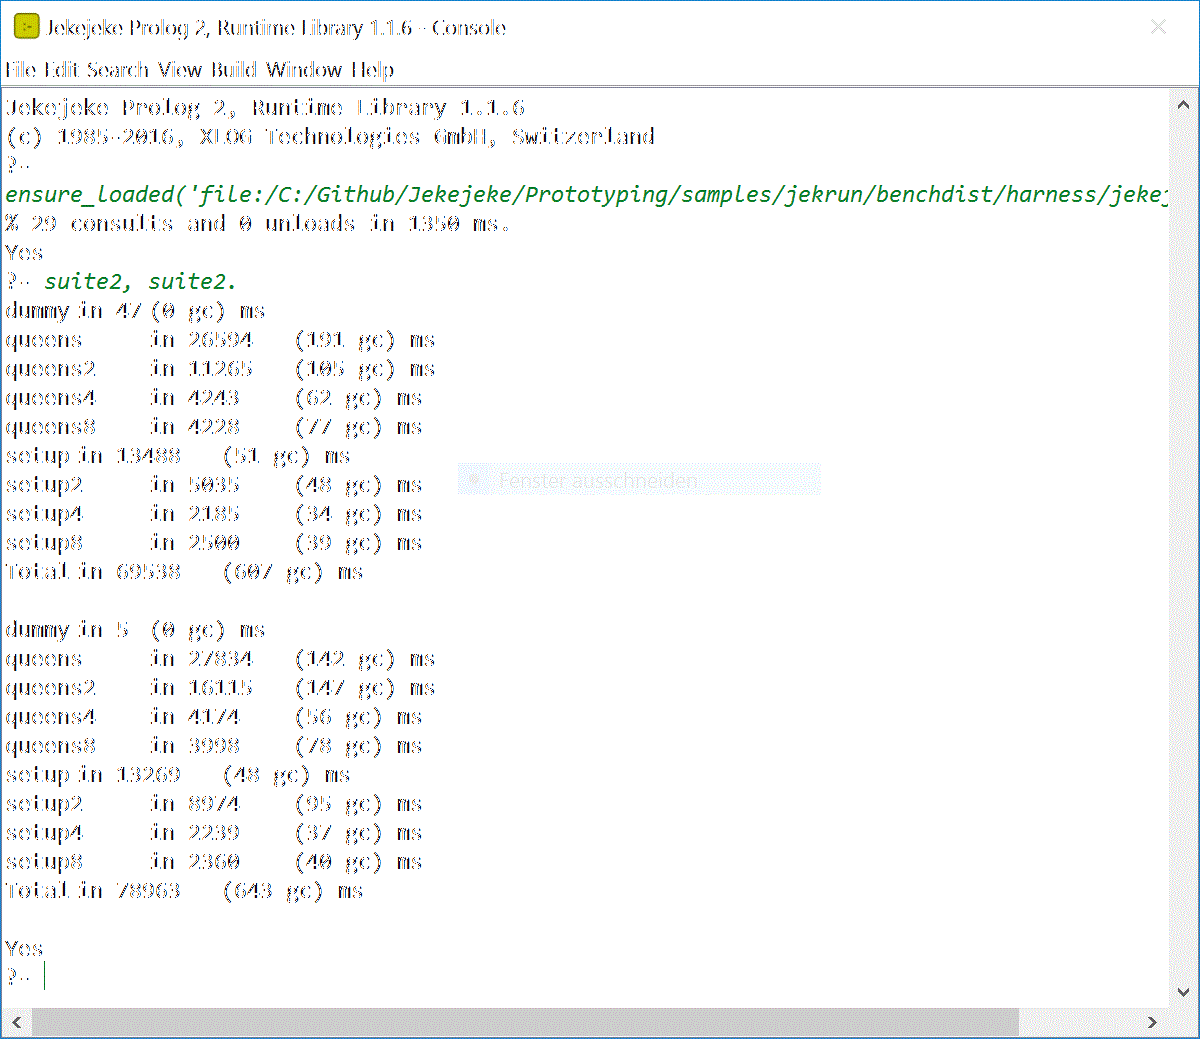 Jekejeke Prolog 2, Runtime Library 1.1.6 - Console
File Edit Search View Build Window Help
Jekejeke Prolog 2, Runtime Library 1.1.6
(c) 1985-2016, XLOG Technologies GmbH, Switzerland
?-
ensure_loaded('file:/C:/Github/Jekejeke/Prototyping/samples/jekrun/benchdist/harness/jekej
% 29 consults and 0 unloads in 1350 ms.
Yes
?- suite2, suite2.
dummy in 47 (0 gc) ms
queens in 26594 (191 gc) ms
queens2 in 11265 (105 gc) ms
queens4 in 4243 (62 gc) ms
queens8 in 4228 (77 gc) ms
setup in 13488 (51 gc) ms
setup2 in 5035 (48 gc) ms
Fenster ausschneiden
setup4 in 2185 (34 gc) ms
setup8 in 2500 (39 gc) ms
Total in 69538 (607 gc) ms
dummy in 5 (0 gc) ms
queens in 27834 (142 gc) ms
queens2 in 16115 (147 gc) ms
queens4 in 4174 (56 gc) ms
queens8 in 3998 (78 gc) ms
setup in 13269 (48 gc) ms
setup2 in 8974 (95 gc) ms
setup4 in 2239 (37 gc) ms
setup8 in 2360 (40 gc) ms
Total in 78963 (643 gc) ms
Yes
?-